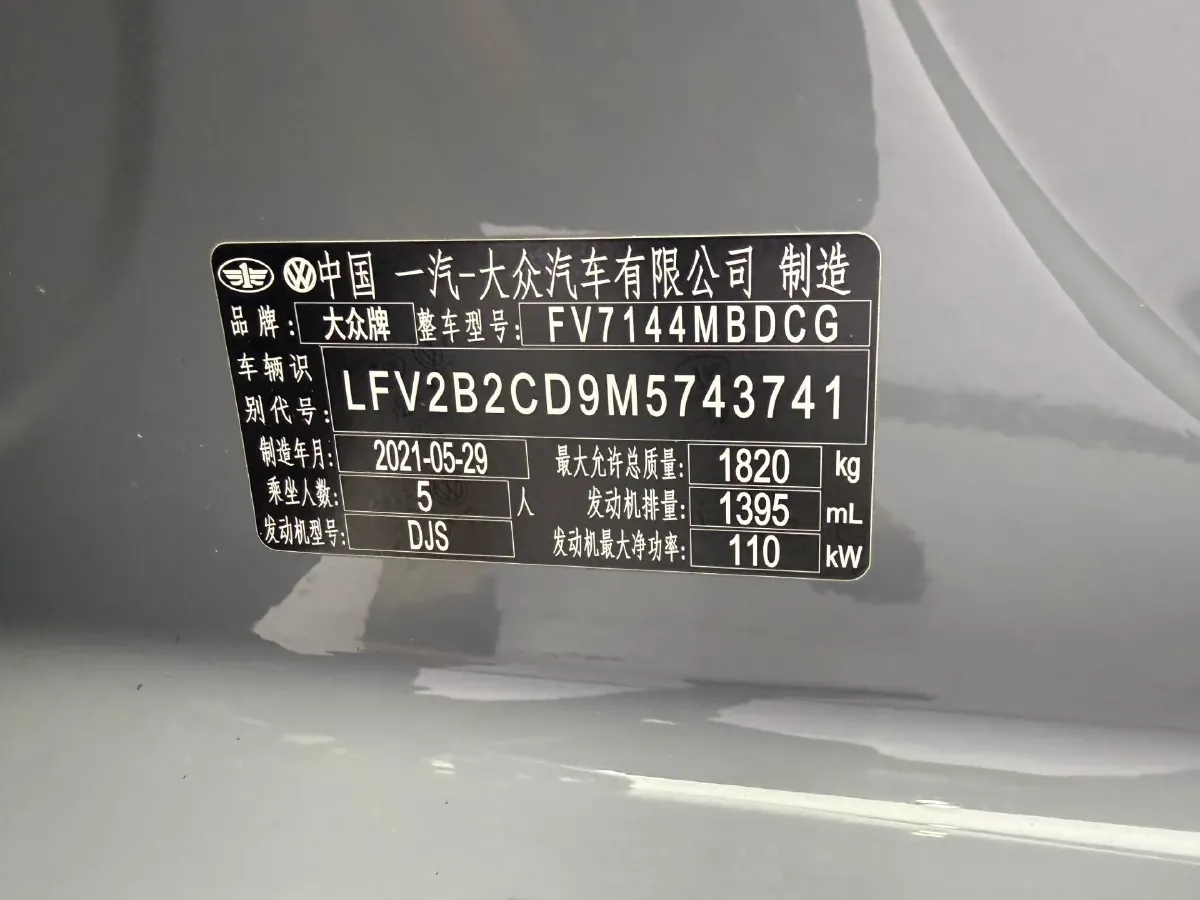 中国 一汽-大众汽车有限公司 制造
品牌: 大众牌 整车型号: FV7144MBDCG
车辆识
别代号: LFV2B2CD9M5743741
制造年月: 2021-05-29 最大允许总质量: 1820 kg
乘坐人数: 5 人 发动机排量: 1395 mL
发动机型号: DJS 发动机最大净功率: 110 kW